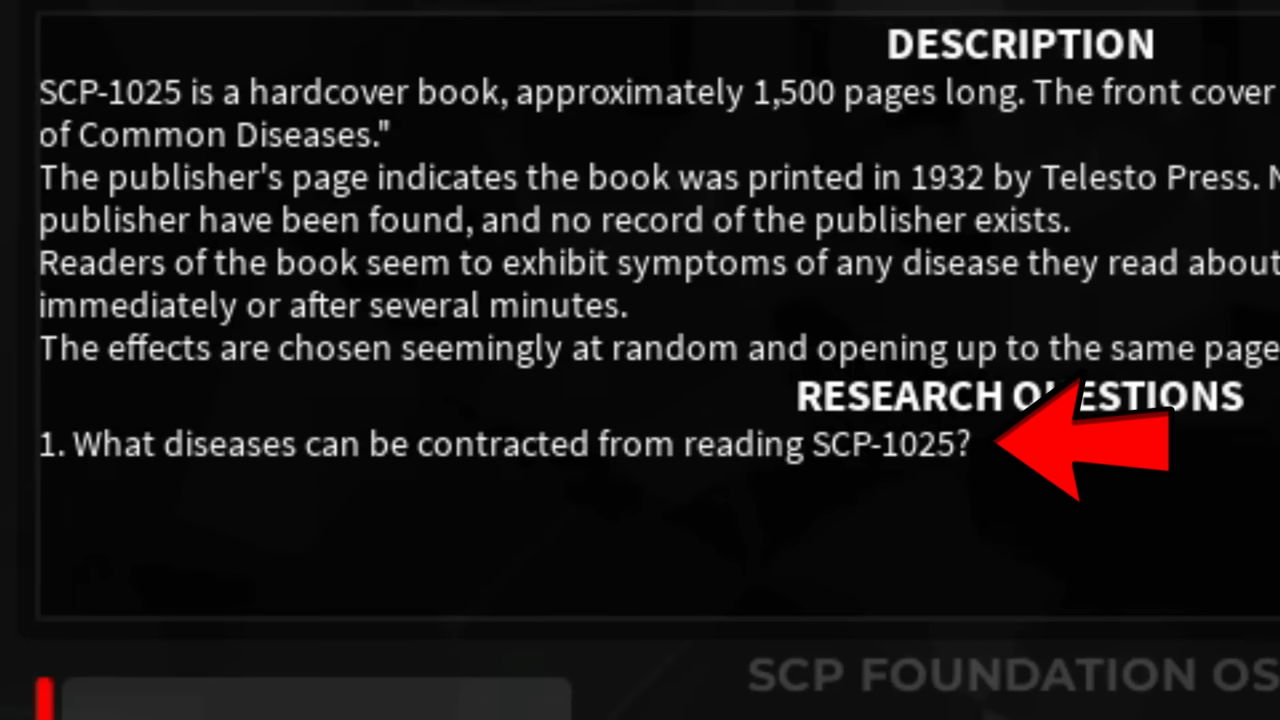 DESCRIPTION
SCP-1025 is a hardcover book, approximately 1,500 pages long. The front cover
of Common Diseases."
The publisher's page indicates the book was printed in 1932 by Telesto Press.
publisher have been found, and no record of the publisher exists.
Readers of the book seem to exhibit symptoms of any disease they read about
immediately or after several minutes.
The effects are chosen seemingly at random and opening up to the same page
RESEARCH QUESTIONS
1. What diseases can be contracted from reading SCP-1025?
SCP FOUNDATION OS